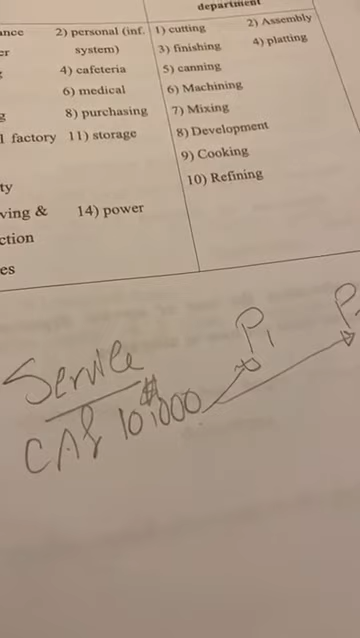 department
ance 2) personal (inf. 1) cutting 2) Assembly
er system) 3) finishing 4) platting
4) cafeteria 5) canning
6) medical 6) Machining
g 8) purchasing 7) Mixing
l factory 11) storage 8) Development
9) Cooking
ty 10) Refining
ving & 14) power
ction
es
Service
10,000 $
P1
P